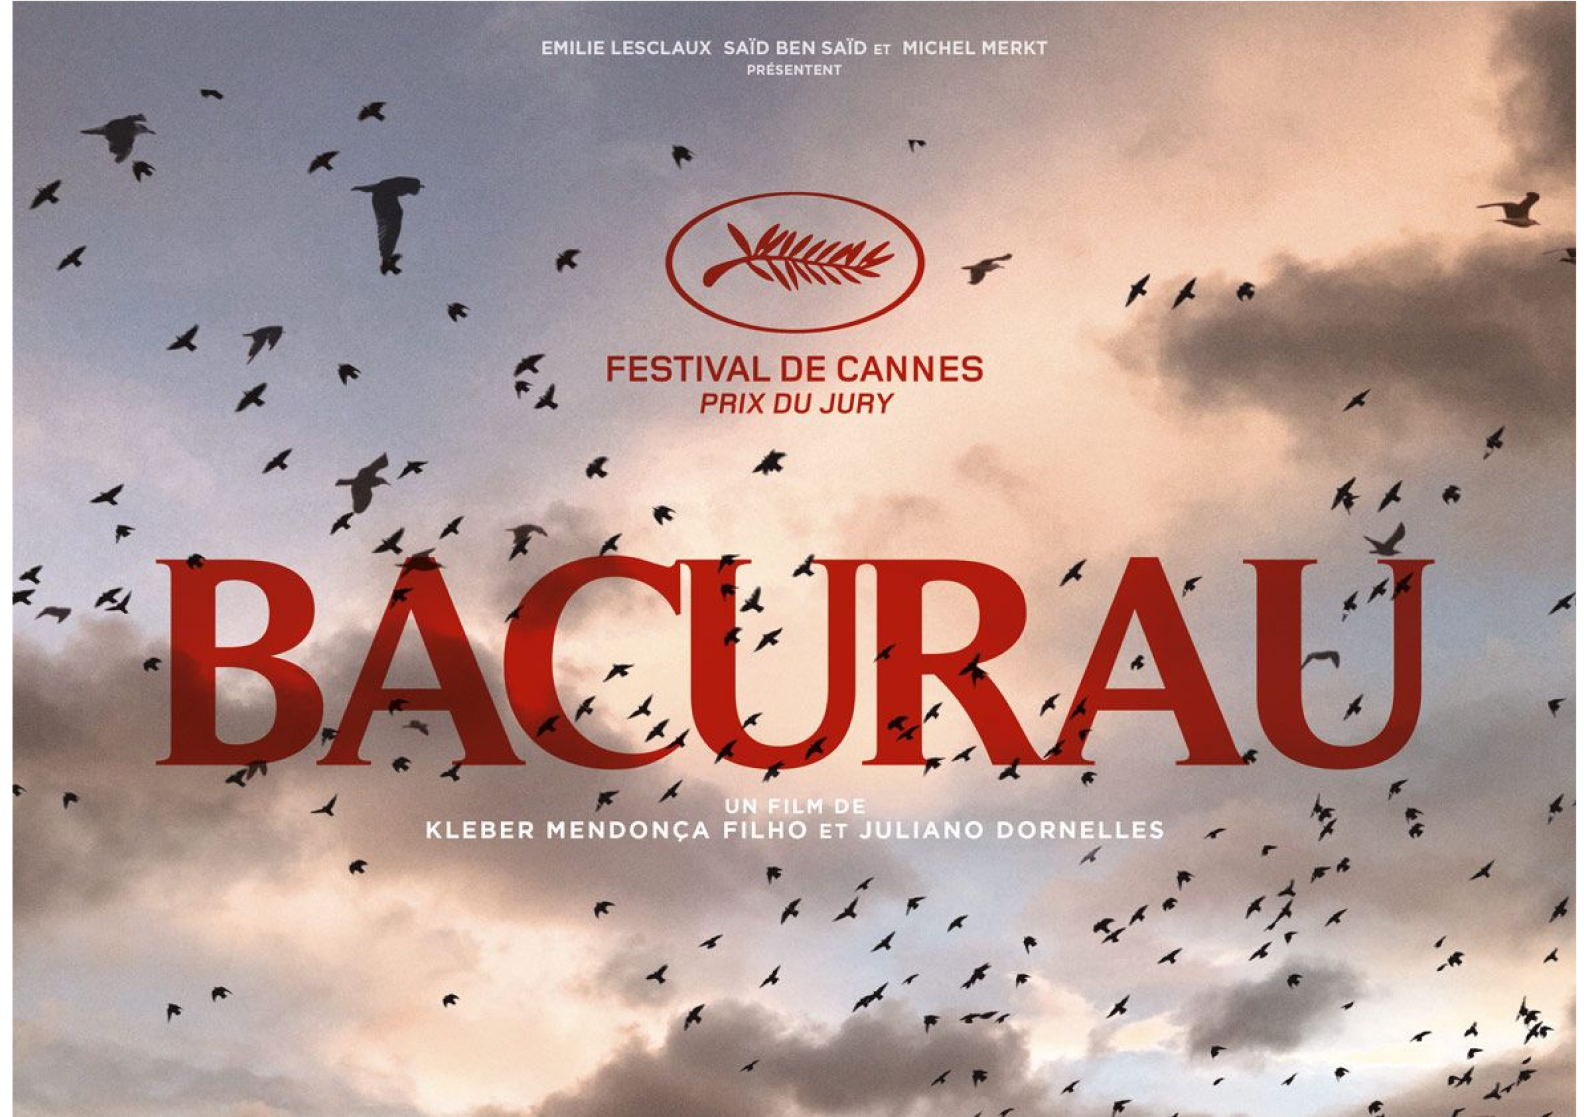 EMILIE LESCLAUX SAÏD BEN SAÏD ET MICHEL MERKT
PRÉSENTENT
FESTIVAL DE CANNES
PRIX DU JURY
BACURAU
UN FILM DE
KLEBER MENDONÇA FILHO ET JULIANO DORNELLES